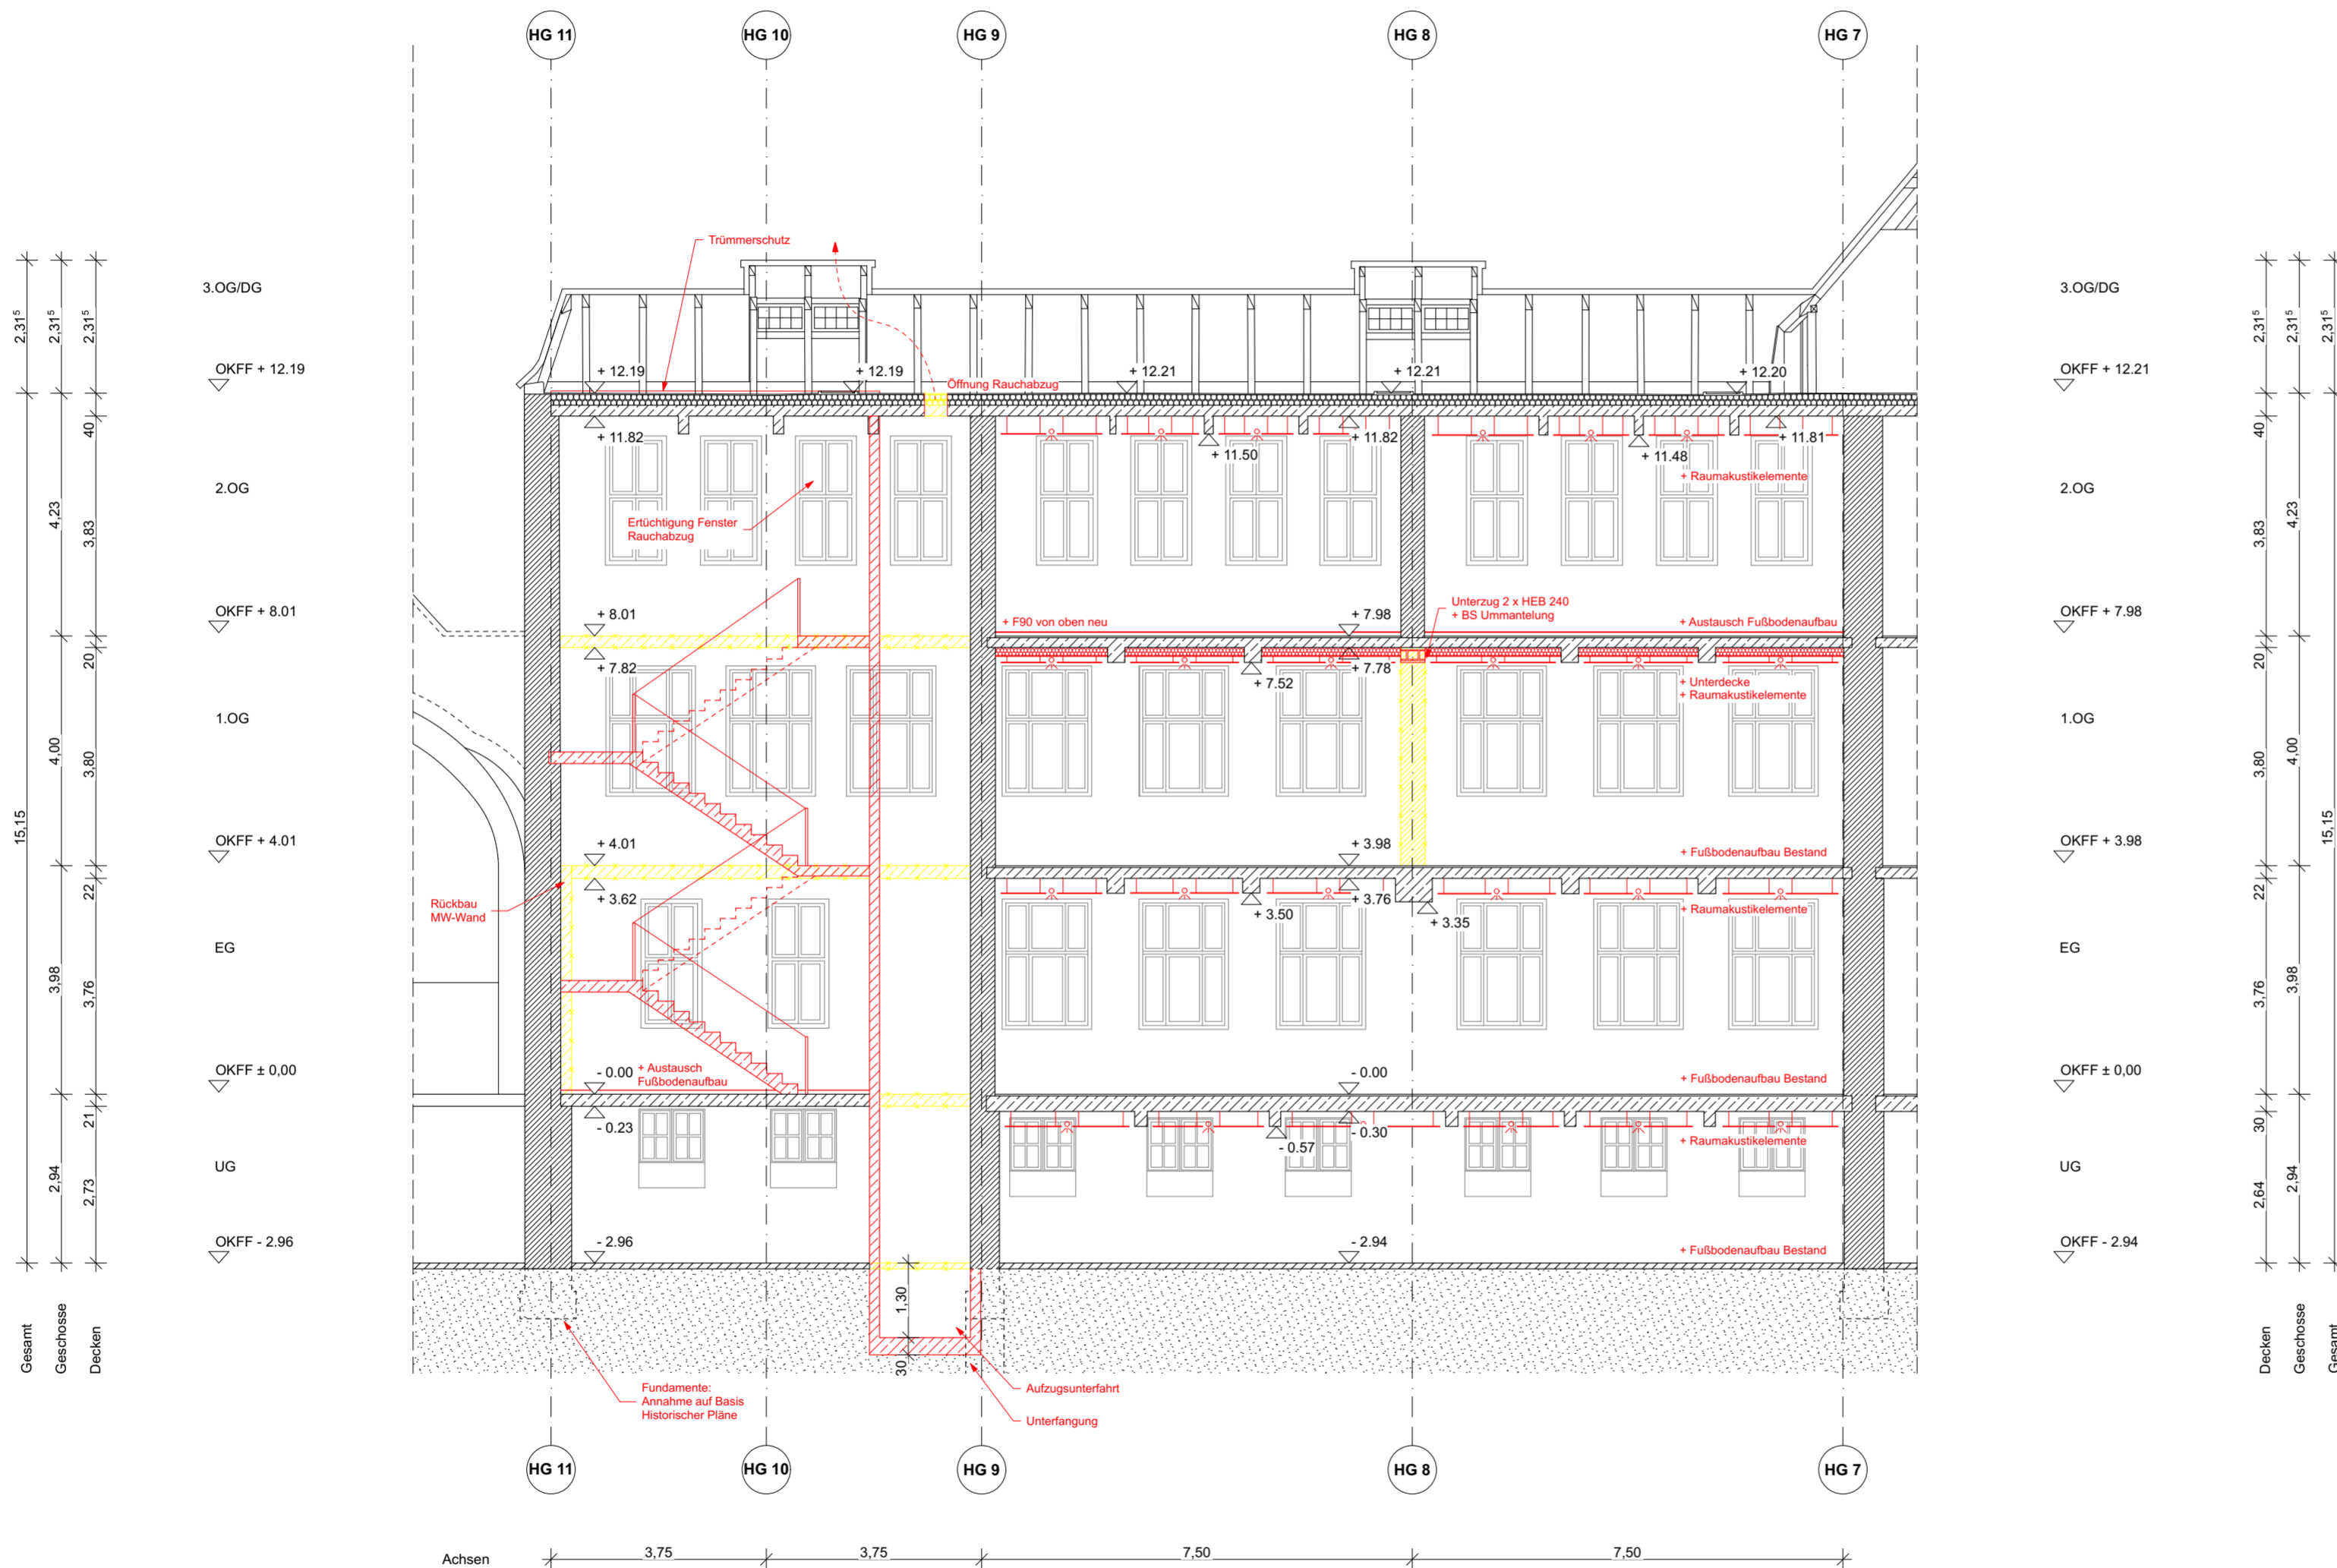 HG 11
HG 10
HG 9
HG 8
HG 7
Trümmerschutz
3.OG/DG
3.OG/DG
2,31⁵
2,31⁵
2,31⁵
2,31⁵
2,31⁵
2,31⁵
OKFF + 12.19
+ 12.19
+ 12.19
Öffnung Rauchabzug
+ 12.21
+ 12.21
+ 12.20
OKFF + 12.21
40
+ 11.82
+ 11.50
+ 11.82
+ 11.48
+ 11.81
40
+ Raumakustikelemente
2.OG
2.OG
4,23
3,83
Ertüchtigung Fenster
Rauchabzug
3,83
4,23
OKFF + 8.01
+ 8.01
+ F90 von oben neu
+ 7.98
Unterzug 2 x HEB 240
+ BS Ummantelung
+ Austausch Fußbodenaufbau
OKFF + 7.98
20
+ 7.82
+ 7.52
+ 7.78
+ Unterdecke
+ Raumakustikelemente
20
1.OG
1.OG
4,00
3,80
3,80
4,00
15,15
15,15
OKFF + 4.01
+ 4.01
+ 3.98
+ Fußbodenaufbau Bestand
OKFF + 3.98
22
Rückbau
MW-Wand
+ 3.62
+ 3.50
+ 3.76
+ 3.35
+ Raumakustikelemente
22
EG
EG
3,98
3,76
3,76
3,98
OKFF ± 0,00
- 0.00
+ Austausch
Fußbodenaufbau
- 0.00
+ Fußbodenaufbau Bestand
OKFF ± 0,00
21
- 0.23
- 0.57
- 0.30
+ Raumakustikelemente
30
UG
UG
2,94
2,73
2,64
2,94
OKFF - 2.96
- 2.96
- 2.94
+ Fußbodenaufbau Bestand
OKFF - 2.94
1,30
30
Gesamt
Geschosse
Decken
Decken
Geschosse
Gesamt
Fundamente:
Annahme auf Basis
Historischer Pläne
Aufzugsunterfahrt
Unterfangung
HG 11
HG 10
HG 9
HG 8
HG 7
Achsen
3,75
3,75
7,50
7,50